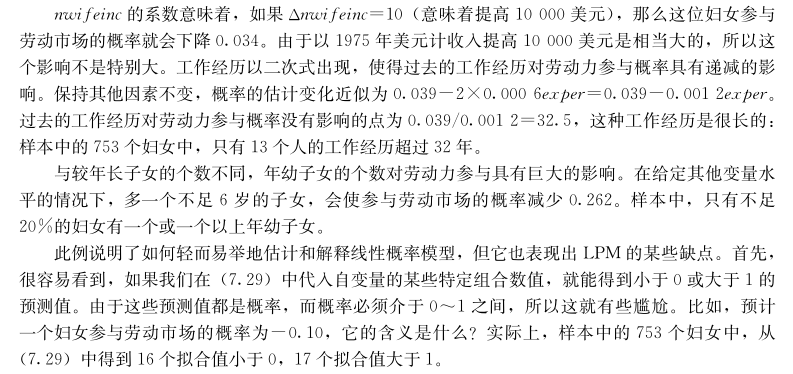 nwifeinc 的系数意味着，如果 Δnwifeinc=10（意味着提高 10 000 美元），那么这位妇女参与
劳动市场的概率就会下降 0.034。由于以 1975 年美元计收入提高 10 000 美元是相当大的，所以这
个影响不是特别大。工作经历以二次式出现，使得过去的工作经历对劳动力参与概率具有递减的影
响。保持其他因素不变，概率的估计变化近似为 0.039－2×0.000 6exper=0.039－0.001 2exper。
过去的工作经历对劳动力参与概率没有影响的点为 0.039/0.001 2=32.5，这种工作经历是很长的：
样本中的 753 个妇女中，只有 13 个人的工作经历超过 32 年。
与较年长子女的个数不同，年幼子女的个数对劳动力参与具有巨大的影响。在给定其他变量水
平的情况下，多一个不足 6 岁的子女，会使参与劳动市场的概率减少 0.262。样本中，只有不足
20%的妇女有一个或一个以上年幼子女。
此例说明了如何轻而易举地估计和解释线性概率模型，但它也表现出 LPM 的某些缺点。首先，
很容易看到，如果我们在（7.29）中代入自变量的某些特定组合数值，就能得到小于 0 或大于 1 的
预测值。由于这些预测值都是概率，而概率必须介于 0～1 之间，所以这就有些尴尬。比如，预计
一个妇女参与劳动市场的概率为－0.10，它的含义是什么？实际上，样本中的 753 个妇女中，从
（7.29）中得到 16 个拟合值小于 0，17 个拟合值大于 1。